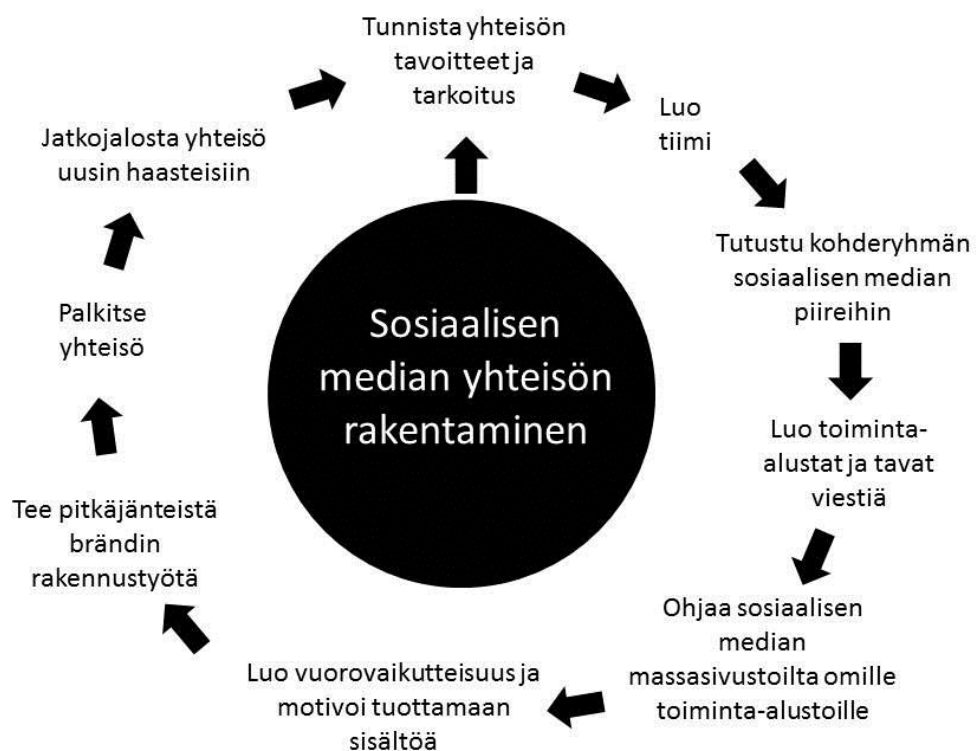 Tunnista yhteisön
tavoitteet ja
tarkoitus
Luo
tiimi
Tutustu kohderyhmän
sosiaalisen median
piireihin
Luo toiminta-
alustat ja tavat
viestiä
Ohjaa sosiaalisen
median
massasivustoilta omille
toiminta-alustoille
Luo vuorovaikutteisuus ja
motivoi tuottamaan
sisältöä
Tee pitkäjänteistä
brändin
rakennustyötä
Palkitse
yhteisö
Jatkojalosta yhteisö
uusin haasteisiin
Sosiaalisen
median yhteisön
rakentaminen